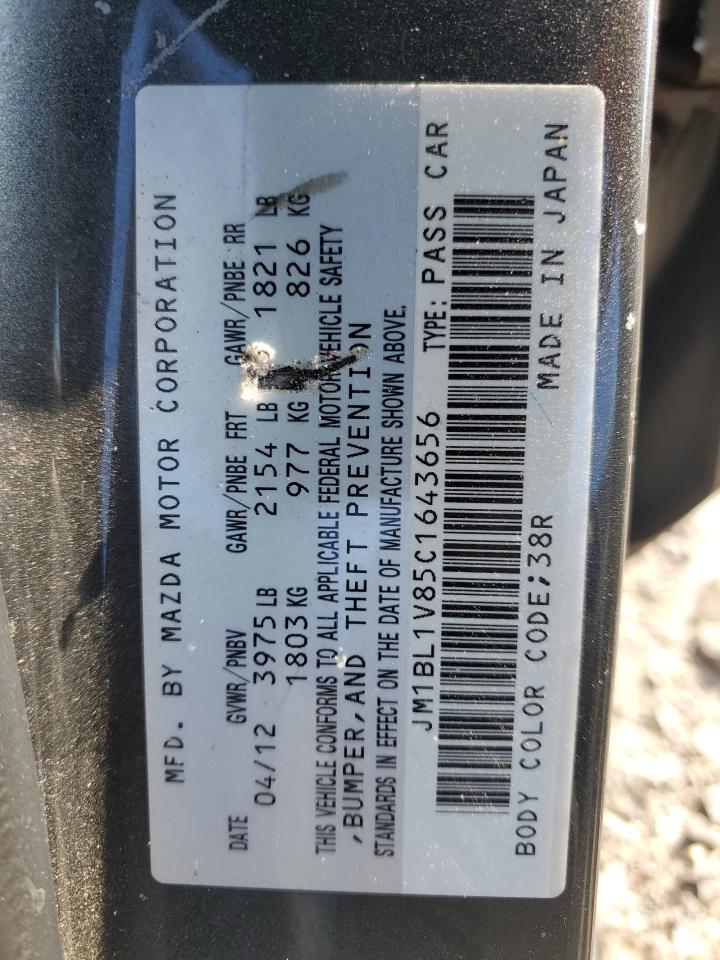 MFD. BY MAZDA MOTOR CORPORATION
DATE GVWR/PNBV GAWR/PNBE FRT GAWR/PNBE RR
04/12 3975 LB 2154 LB 1821 LB
1803 KG 977 KG 826 KG
THIS VEHICLE CONFORMS TO ALL APPLICABLE FEDERAL MOTOR VEHICLE SAFETY
,BUMPER,AND THEFT PREVENTION
STANDARDS IN EFFECT ON THE DATE OF MANUFACTURE SHOWN ABOVE.
JM1BL1V85C1643656 TYPE: PASS CAR
BODY COLOR CODE;38R MADE IN JAPAN